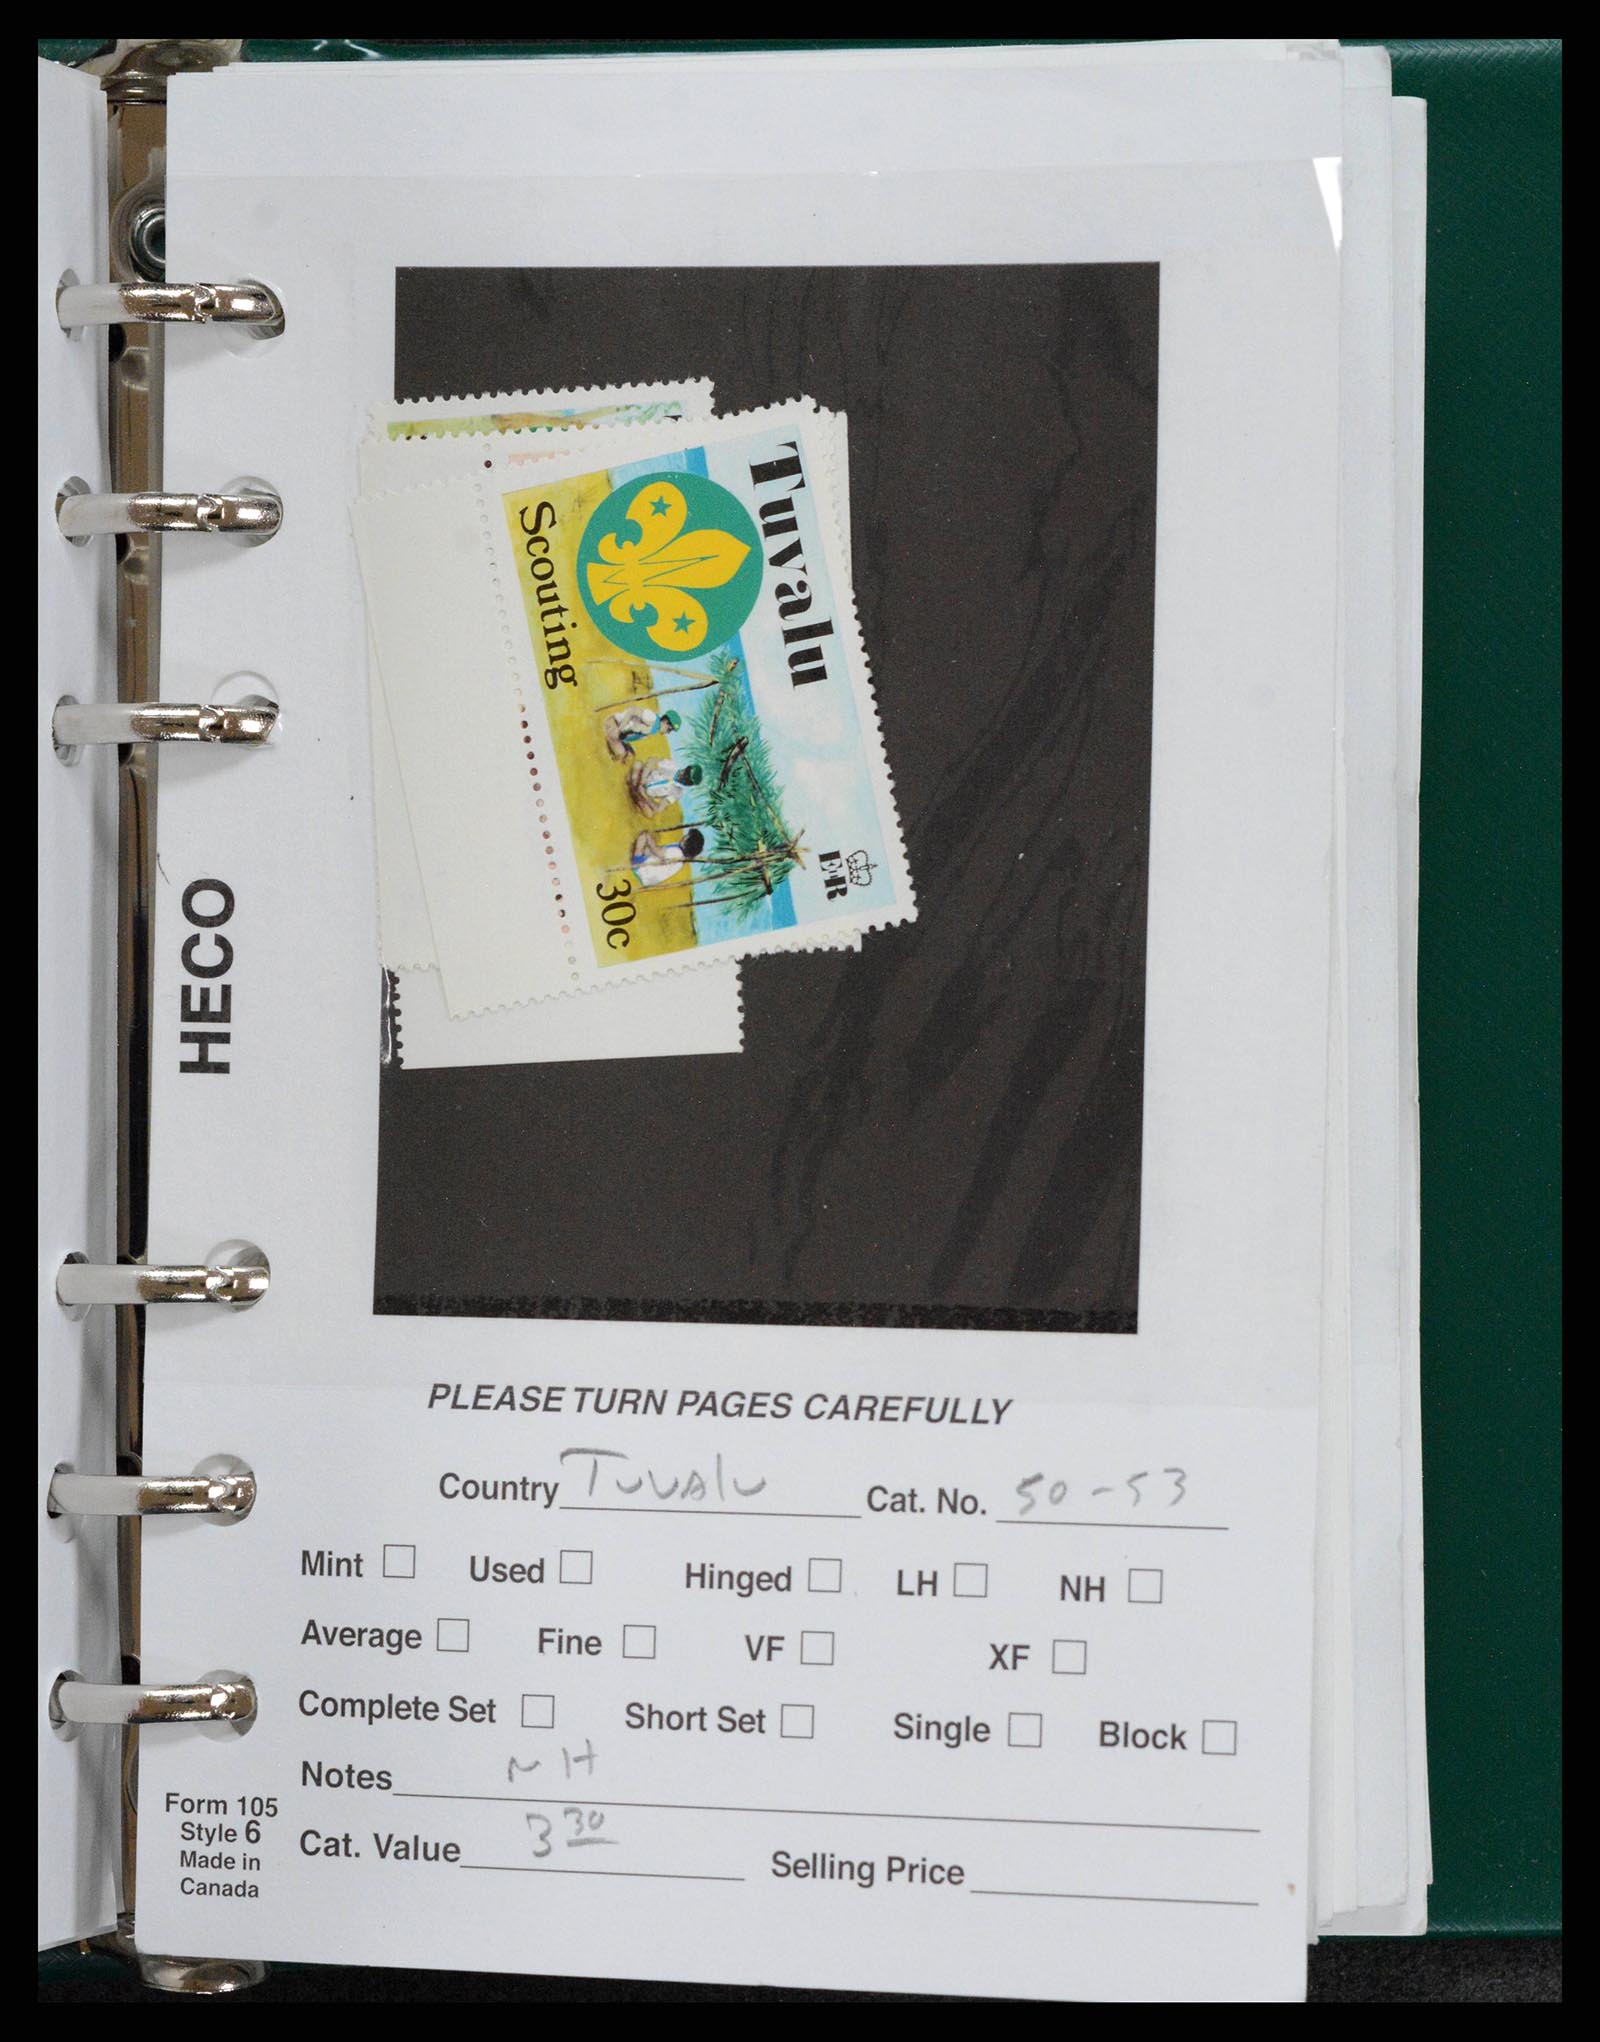 Tuvalu
Scouting
E R
30c
HECO
PLEASE TURN PAGES CAREFULLY
Country Tuvalu Cat. No. 50-53
Mint Used Hinged LH NH
Average Fine VF XF
Complete Set Short Set Single Block
Notes NH
Cat. Value 3 30 Selling Price
Form 105
Style 6
Made in
Canada